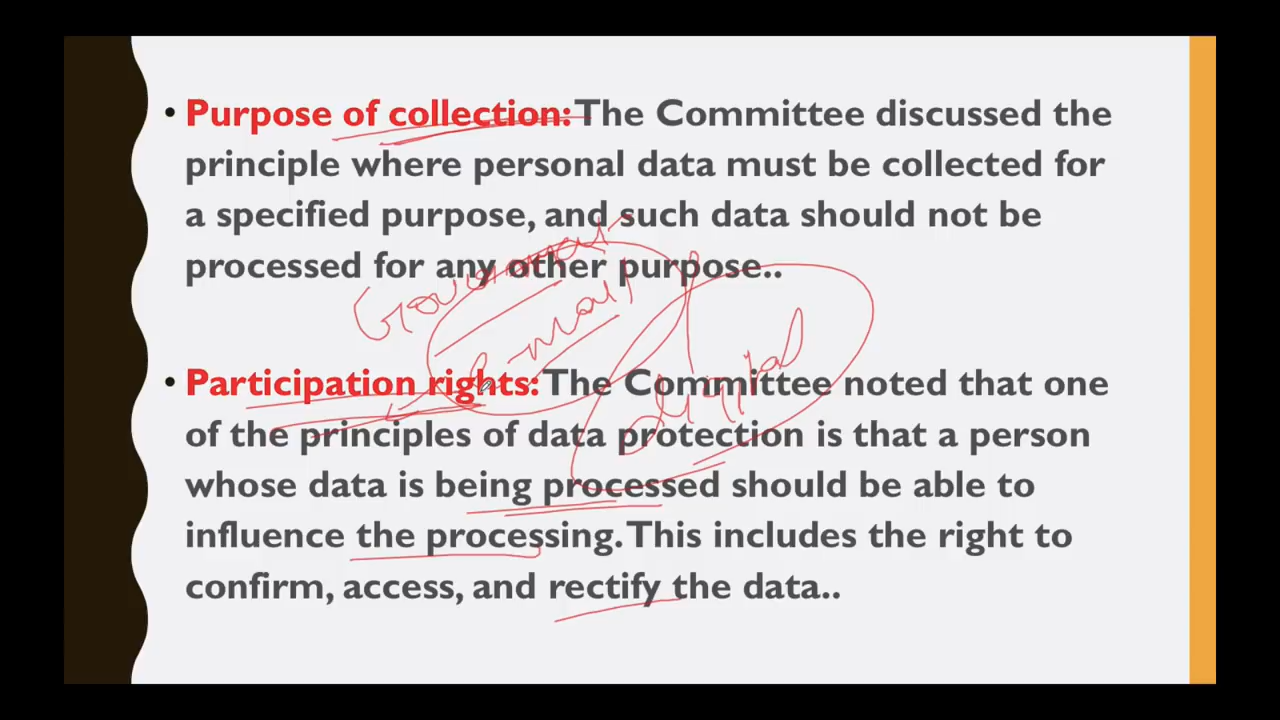 • Purpose of collection: The Committee discussed the
principle where personal data must be collected for
a specified purpose, and such data should not be
processed for any other purpose..
Government
e-mail
digital
• Participation rights: The Committee noted that one
of the principles of data protection is that a person
whose data is being processed should be able to
influence the processing. This includes the right to
confirm, access, and rectify the data..